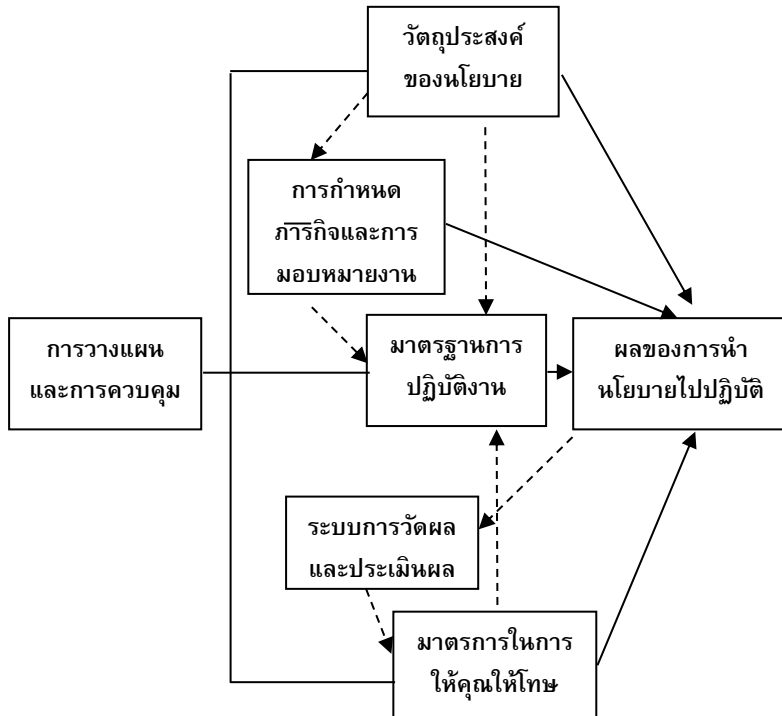 วัตถุประสงค์
ของนโยบาย
การกำหนด
ภารกิจและการ
มอบหมายงาน
การวางแผน
และการควบคุม
มาตรฐานการ
ปฏิบัติงาน
ผลของการนำ
นโยบายไปปฏิบัติ
ระบบการวัดผล
และประเมินผล
มาตรการในการ
ให้คุณให้โทษ